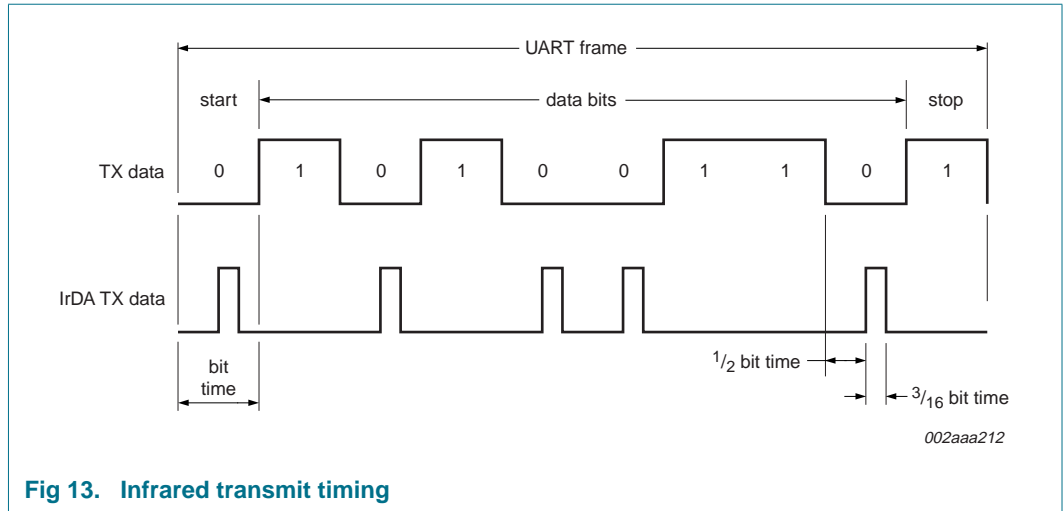 UART frame
start data bits stop
TX data 0 1 0 1 0 0 1 1 0 1
IrDA TX data
bit time
1/2 bit time
3/16 bit time
002aaa212
Fig 13. Infrared transmit timing